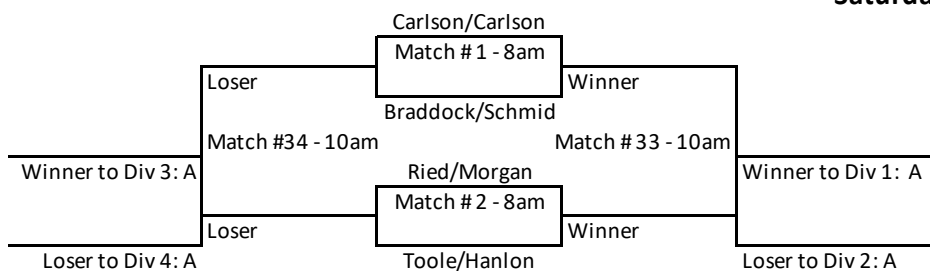 Saturda
Carlson/Carlson
Match # 1 - 8am
Loser
Winner
Braddock/Schmid
Match #34 - 10am
Match # 33 - 10am
Winner to Div 3: A
Ried/Morgan
Winner to Div 1: A
Match # 2 - 8am
Loser
Winner
Loser to Div 4: A
Toole/Hanlon
Loser to Div 2: A